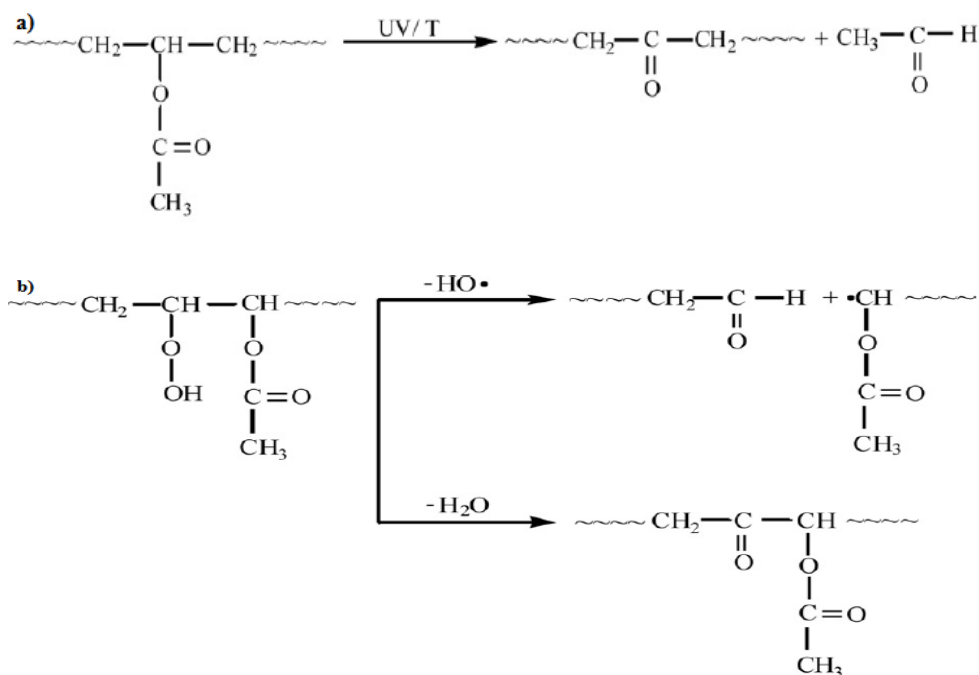 a)
~~~~~CH₂—CH—CH₂~~~~~ UV/ T ~~~~~CH₂—C—CH₂~~~~~ + CH₃—C—H
O O O
C=O
CH₃
b)
-HO•
~~~~~CH₂—CH—CH~~~~~ ~~~~~CH₂—C—H + •CH~~~~~
O O O O
OH C=O C=O
CH₃ CH₃
-H₂O
~~~~~CH₂—C—CH~~~~~
O O
C=O
CH₃